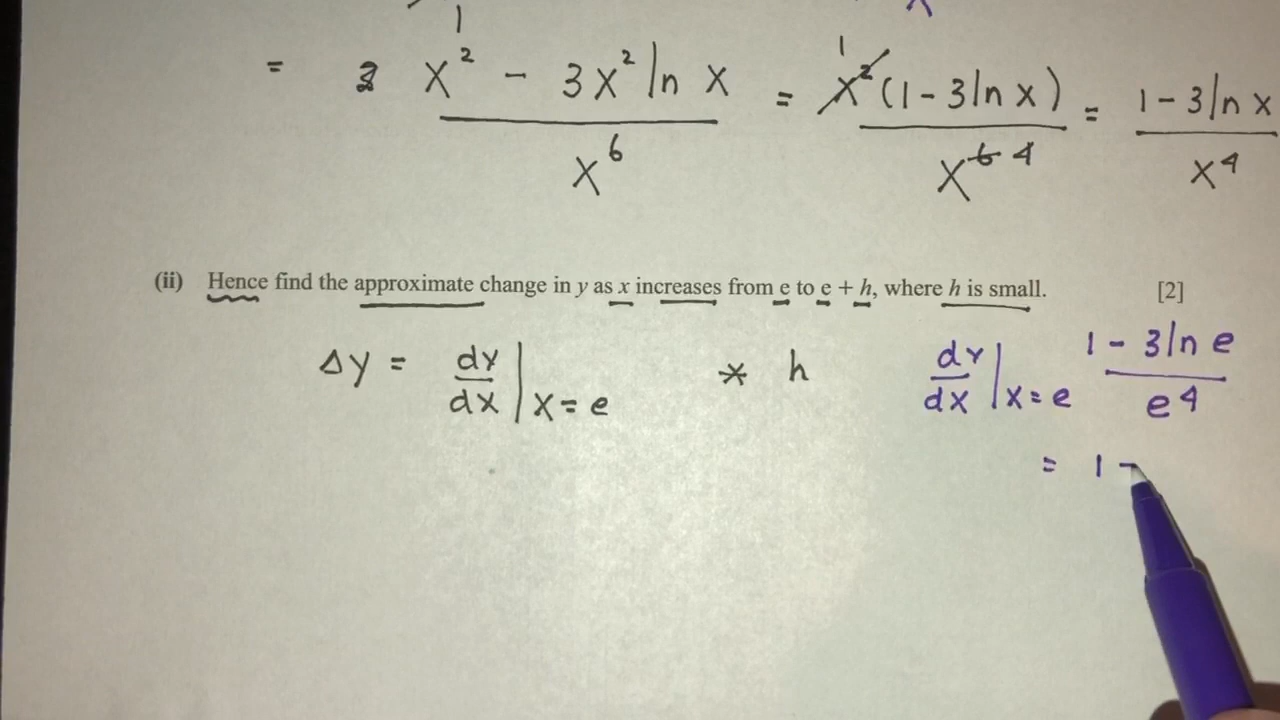 = x² - 3x² ln x / x⁶ = x²(1 - 3 ln x) / x⁶ 4 = 1 - 3 ln x / x⁴
(ii) Hence find the approximate change in y as x increases from e to e + h, where h is small. [2]
Δy = dy/dx | x = e * h
dy/dx | x = e 1 - 3 ln e / e⁴
= 1 -